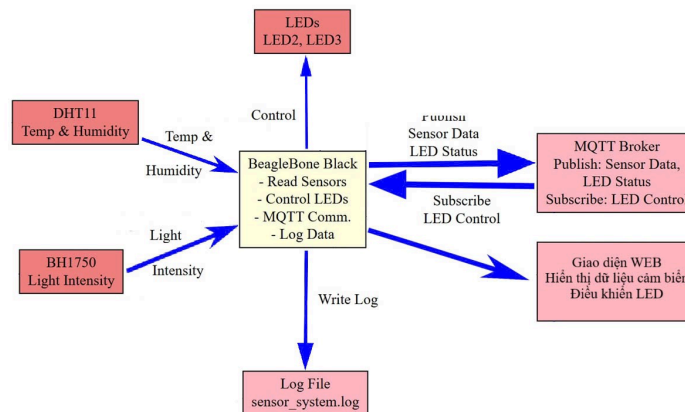 LEDs
LED2, LED3
DHT11
Temp & Humidity
Temp &
Humidity
Control
Publish
Sensor Data
LED Status
MQTT Broker
Publish: Sensor Data,
LED Status
Subscribe: LED Control
BeagleBone Black
- Read Sensors
- Control LEDs
- MQTT Comm.
- Log Data
Subscribe
LED Control
BH1750
Light Intensity
Light
Intensity
Giao diện WEB
Hiển thị dữ liệu cảm biến
Điều khiển LED
Write Log
Log File
sensor_system.log